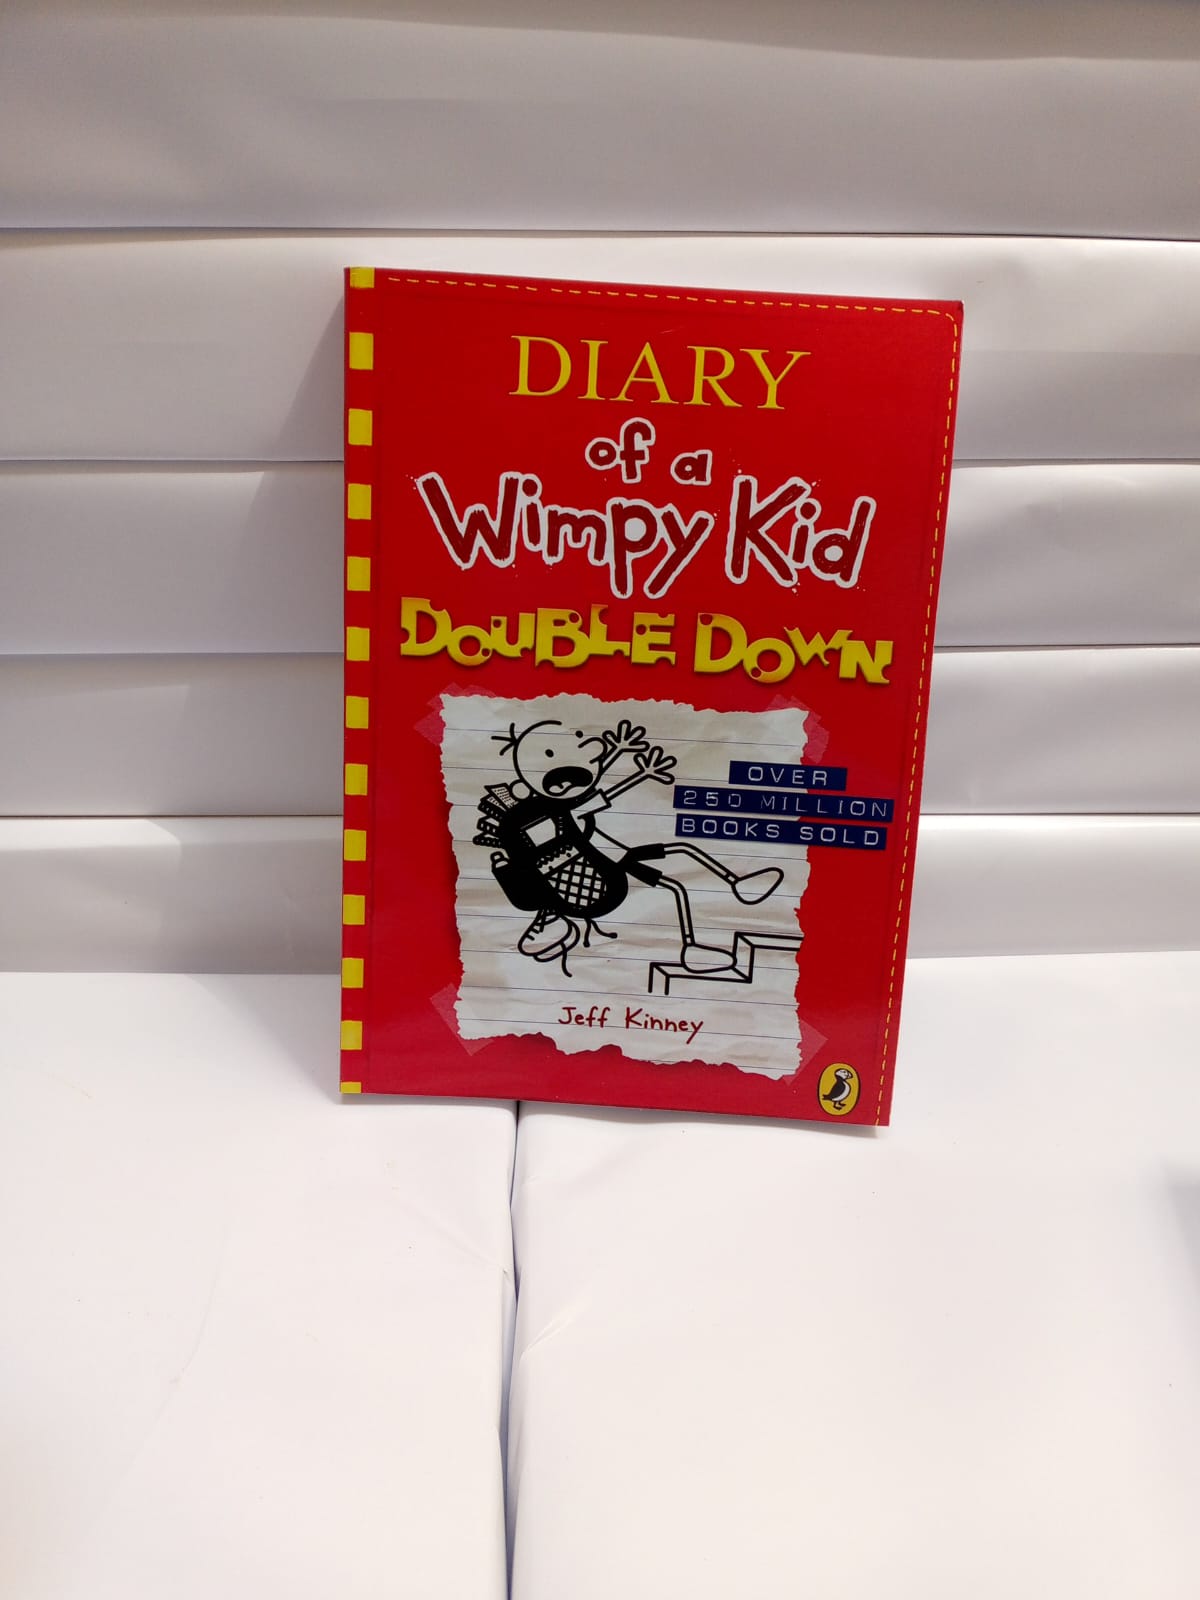 DIARY
of a
Wimpy Kid
DOUBLE DOWN
OVER
250 MILLION
BOOKS SOLD
Jeff Kinney